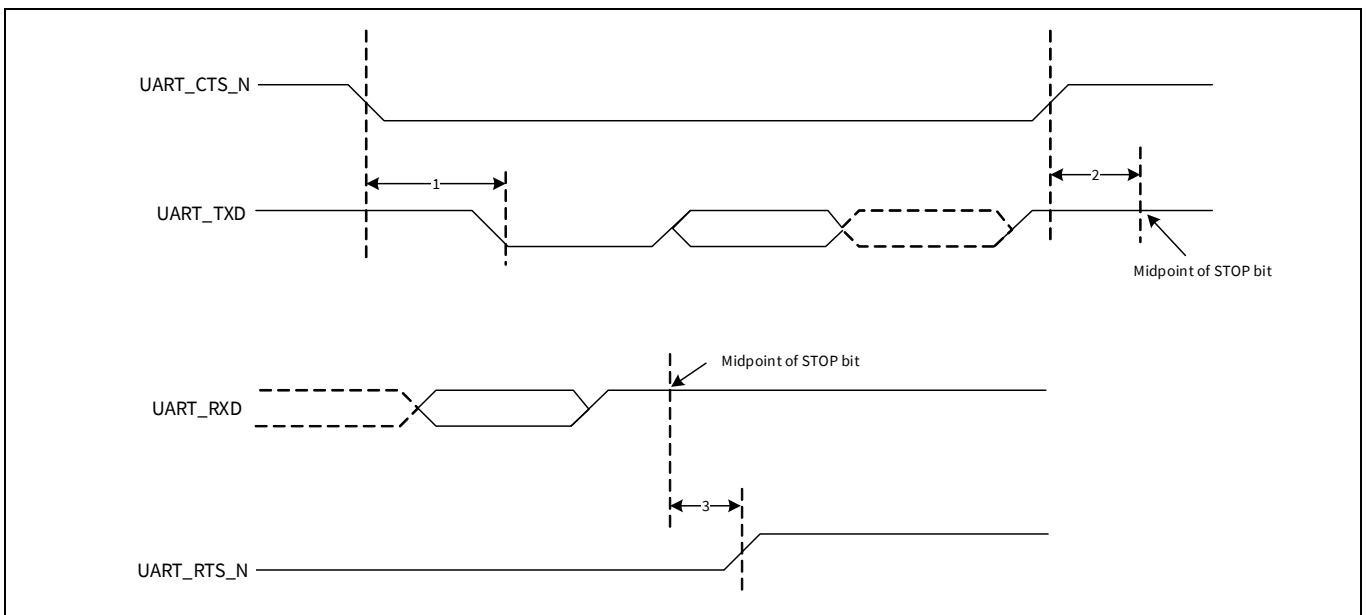 UART_CTS_N
1
2
UART_TXD
Midpoint of STOP bit
Midpoint of STOP bit
UART_RXD
3
UART_RTS_N